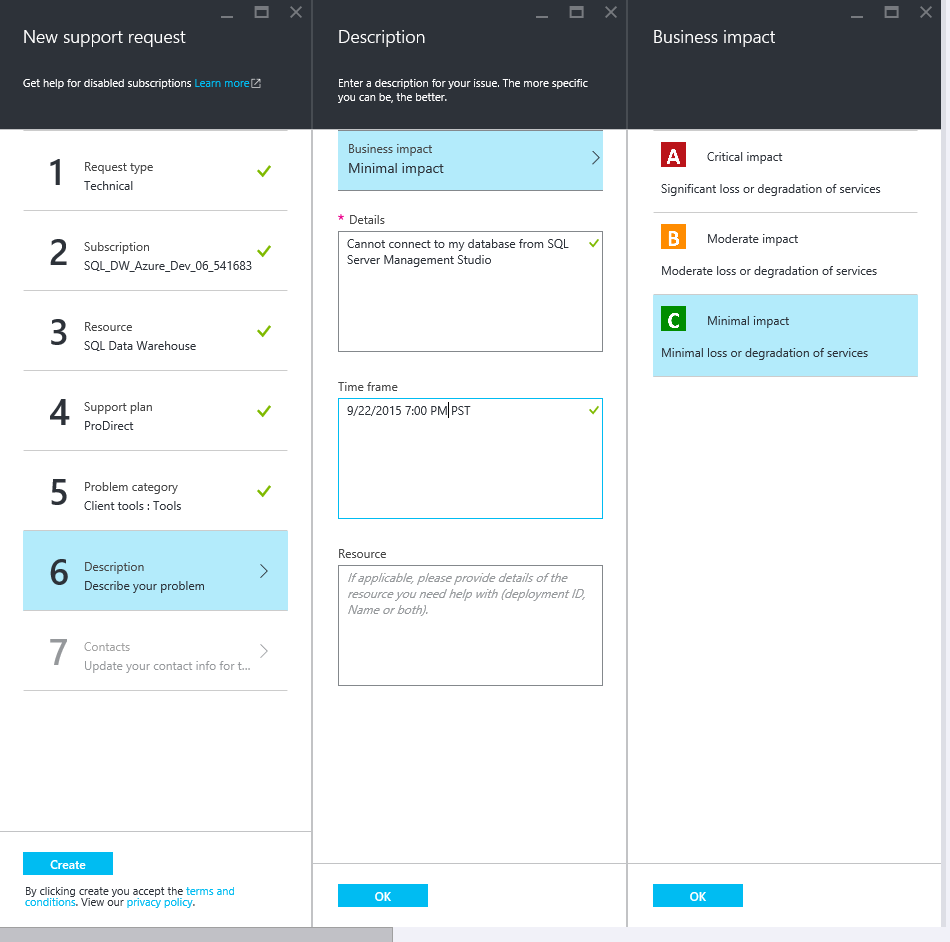 New support request
Get help for disabled subscriptions Learn more
1
Request type
Technical
2
Subscription
SQL_DW_Azure_Dev_06_541683
3
Resource
SQL Data Warehouse
4
Support plan
ProDirect
5
Problem category
Client tools : Tools
6
Description
Describe your problem
7
Contacts
Update your contact info for t...
Create
By clicking create you accept the terms and
conditions. View our privacy policy.
Description
Enter a description for your issue. The more specific
you can be, the better.
Business impact
Minimal impact
* Details
Cannot connect to my database from SQL
Server Management Studio
Time frame
9/22/2015 7:00 PM PST
Resource
If applicable, please provide details of the
resource you need help with (deployment ID,
Name or both).
OK
Business impact
A Critical impact
Significant loss or degradation of services
B Moderate impact
Moderate loss or degradation of services
C Minimal impact
Minimal loss or degradation of services
OK